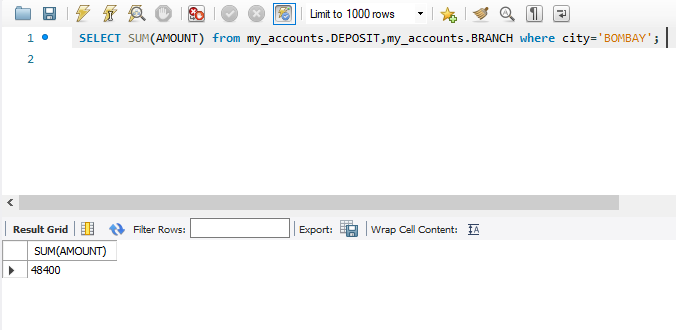 Limit to 1000 rows
1 SELECT SUM(AMOUNT) from my_accounts.DEPOSIT,my_accounts.BRANCH where city='BOMBAY';
2
Result Grid Filter Rows: Export: Wrap Cell Content:
SUM(AMOUNT)
48400